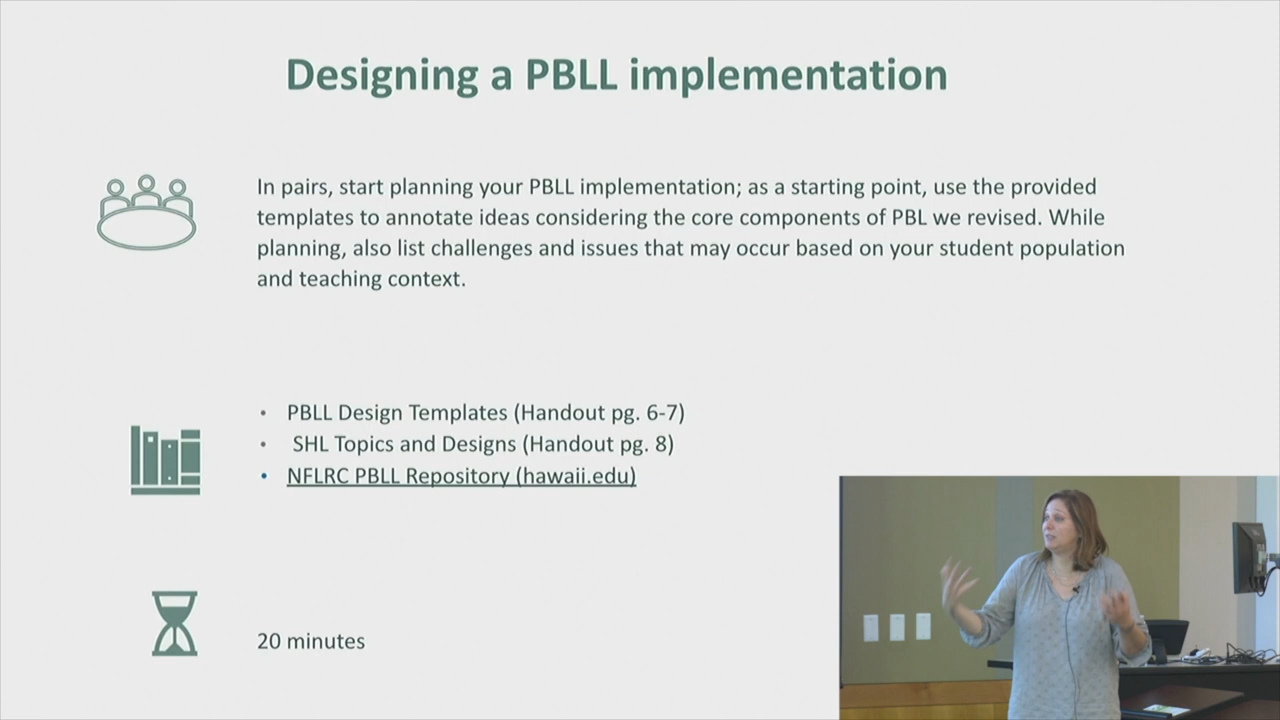 Designing a PBLL implementation
In pairs, start planning your PBLL implementation; as a starting point, use the provided
templates to annotate ideas considering the core components of PBL we revised. While
planning, also list challenges and issues that may occur based on your student population
and teaching context.
• PBLL Design Templates (Handout pg. 6-7)
• SHL Topics and Designs (Handout pg. 8)
• NFLRC PBLL Repository (hawaii.edu)
20 minutes